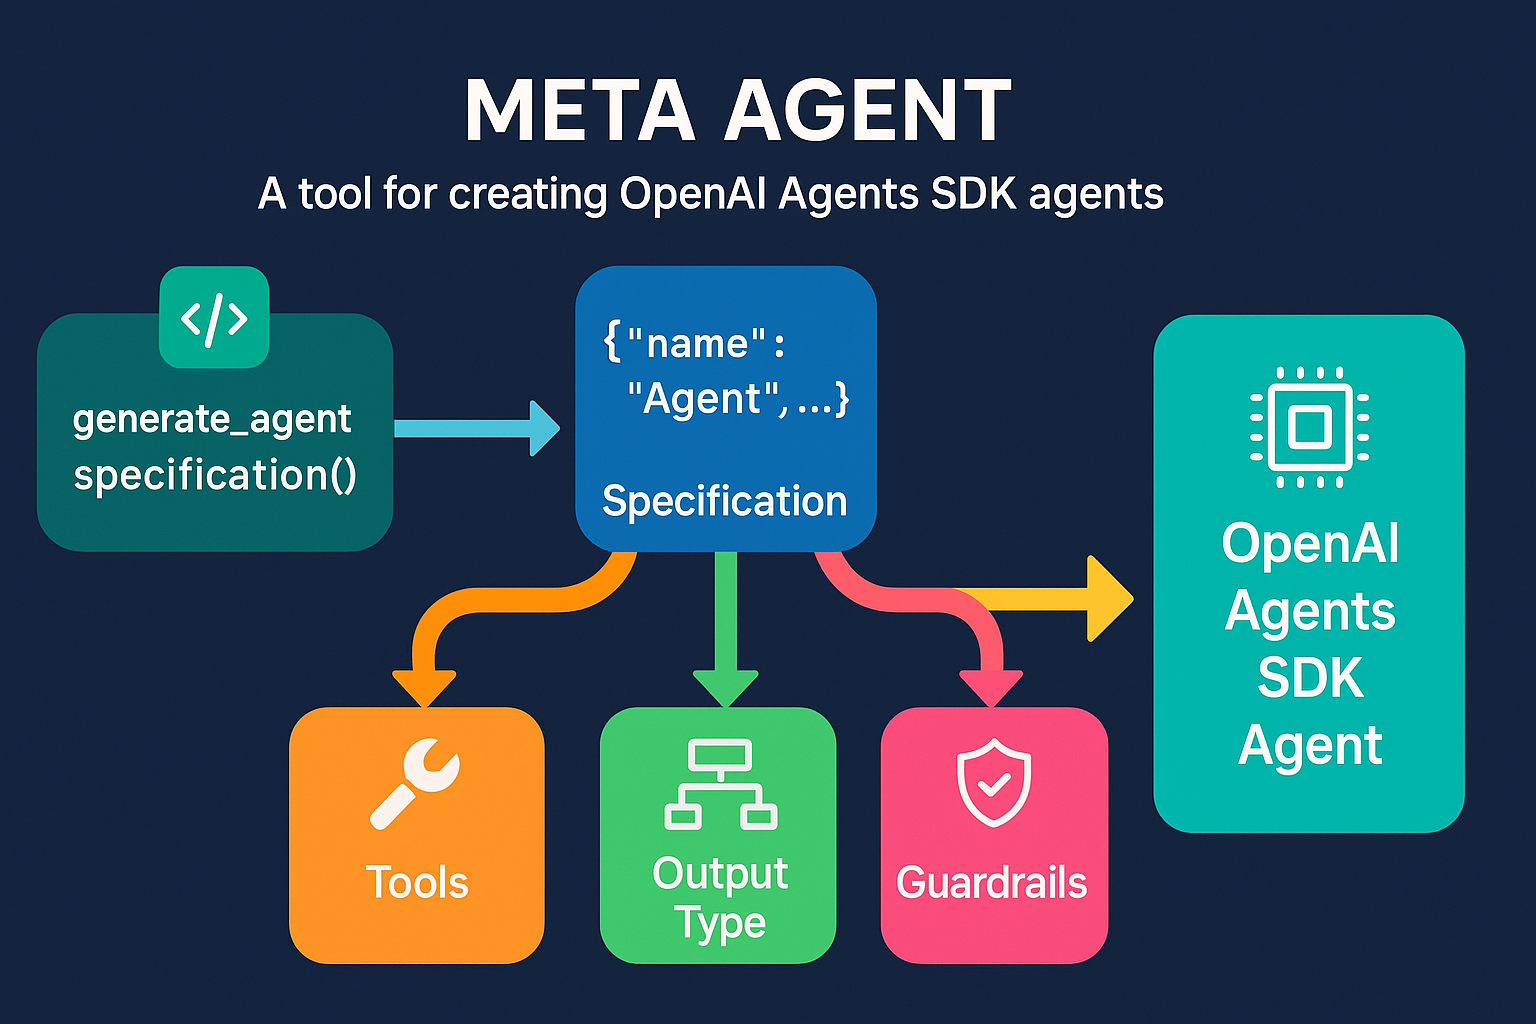 META AGENT
A tool for creating OpenAI Agents SDK agents
</>
generate_agent
specification()
{"name":
"Agent",...}
Specification
OpenAI
Agents
SDK
Agent
Tools
Output
Type
Guardrails